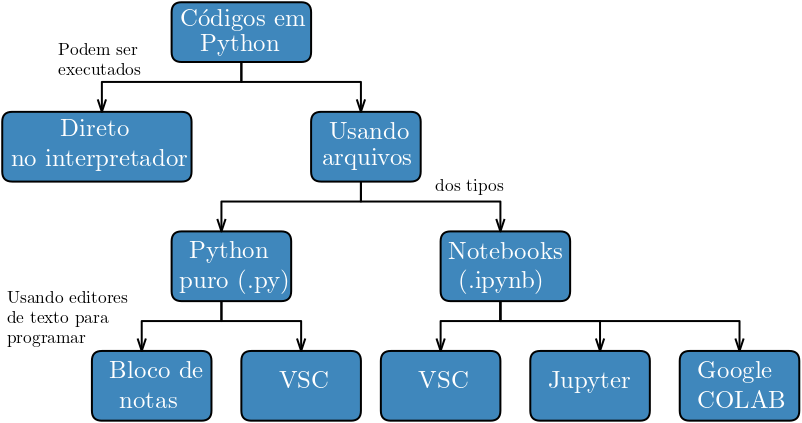 Códigos em
Python
Podem ser
executados
Direto
no interpretador
Usando
arquivos
dos tipos
Python
puro (.py)
Notebooks
(.ipynb)
Usando editores
de texto para
programar
Bloco de
notas
VSC
VSC
Jupyter
Google
COLAB